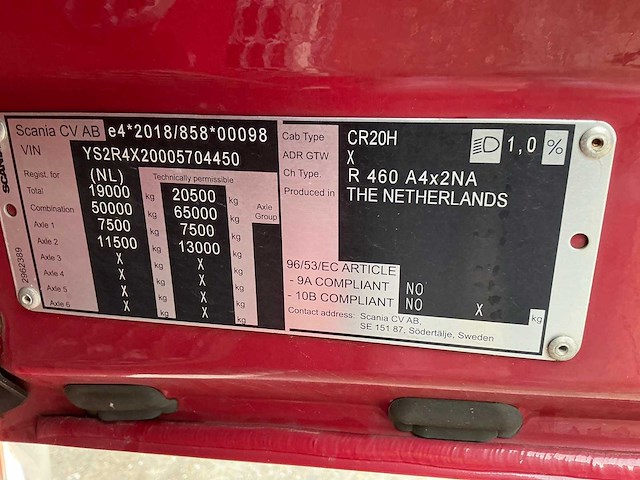 Scania CV AB e4*2018/858*00098
VIN YS2R4X20005704450
Regist. for (NL) Technically permissible
Total 19000 kg 20500 kg
Combination 50000 kg 65000 kg Axle Group
Axle 1 7500 kg 7500 kg
Axle 2 11500 kg 13000 kg
Axle 3 X kg X kg
Axle 4 X kg X kg
Axle 5 X kg X kg
Axle 6 X kg X kg
Cab Type CR20H 1,0 %
ADR GTW X
Ch Type. R 460 A4x2NA
Produced in THE NETHERLANDS
96/53/EC ARTICLE
- 9A COMPLIANT NO
- 10B COMPLIANT NO X kg
Contact address: Scania CV AB,
SE 151 87, Södertälje, Sweden
SCANIA
2962389